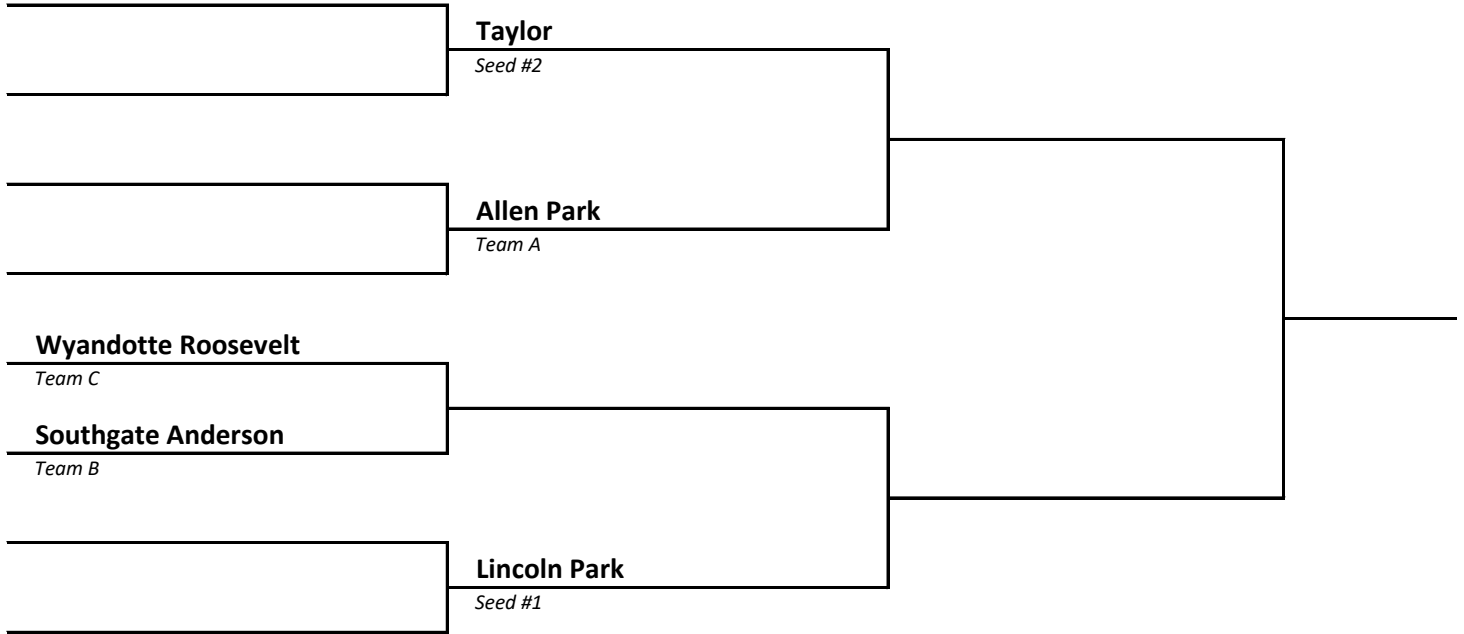 Taylor
Seed #2
Allen Park
Team A
Wyandotte Roosevelt
Team C
Southgate Anderson
Team B
Lincoln Park
Seed #1